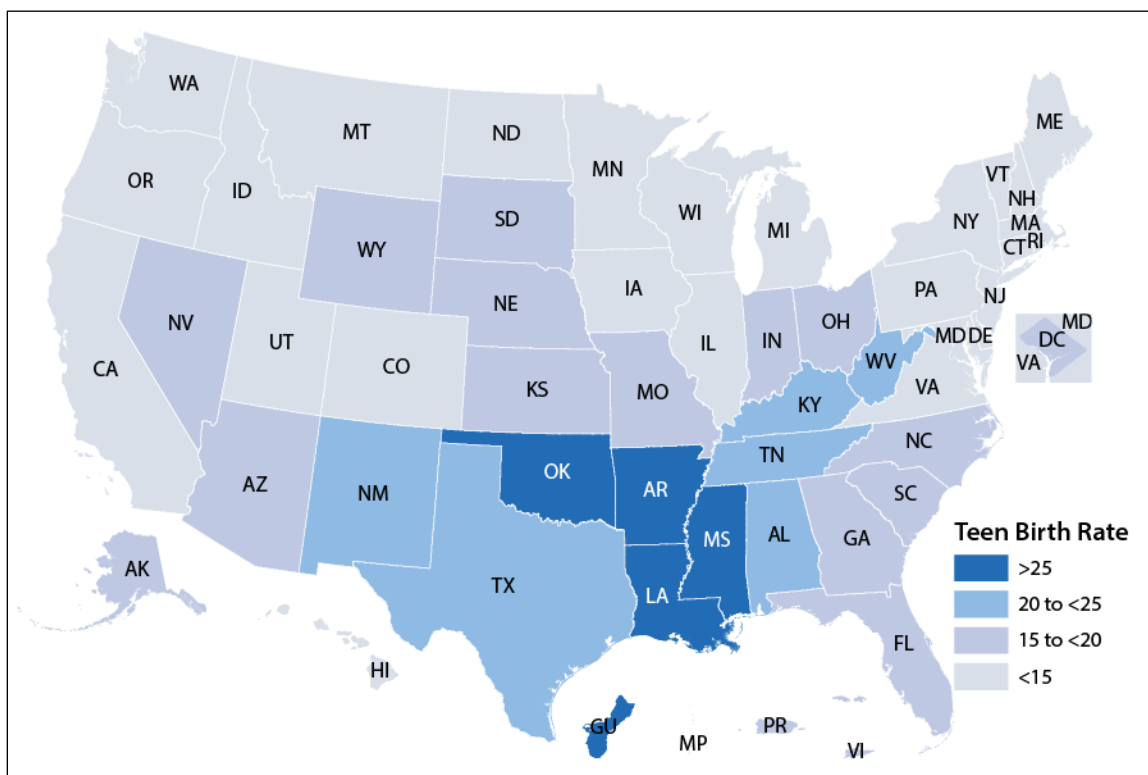 WA
MT
ND
MN
ME
OR
ID
SD
WI
MI
VT
NH
NY
MA
CT
RI
WY
IA
PA
NJ
NE
NV
UT
CO
IL
IN
OH
MD
DE
MD
DC
VA
CA
KS
MO
WV
VA
KY
AZ
NM
OK
AR
TN
NC
SC
MS
AL
GA
TX
LA
AK
HI
FL
GU
MP
PR
VI
Teen Birth Rate
>25
20 to <25
15 to <20
<15